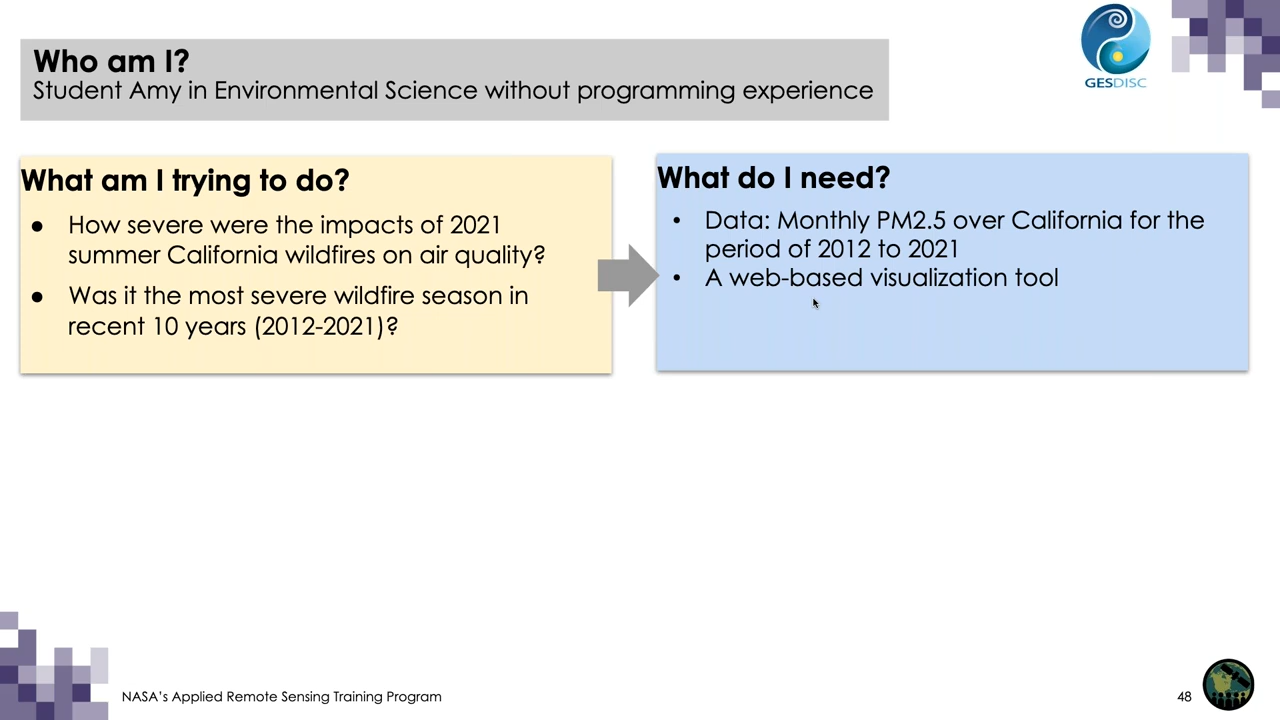 Who am I?
Student Amy in Environmental Science without programming experience
GESDISC
What am I trying to do?
● How severe were the impacts of 2021
summer California wildfires on air quality?
● Was it the most severe wildfire season in
recent 10 years (2012-2021)?
What do I need?
• Data: Monthly PM2.5 over California for the
period of 2012 to 2021
• A web-based visualization tool
NASA's Applied Remote Sensing Training Program
48